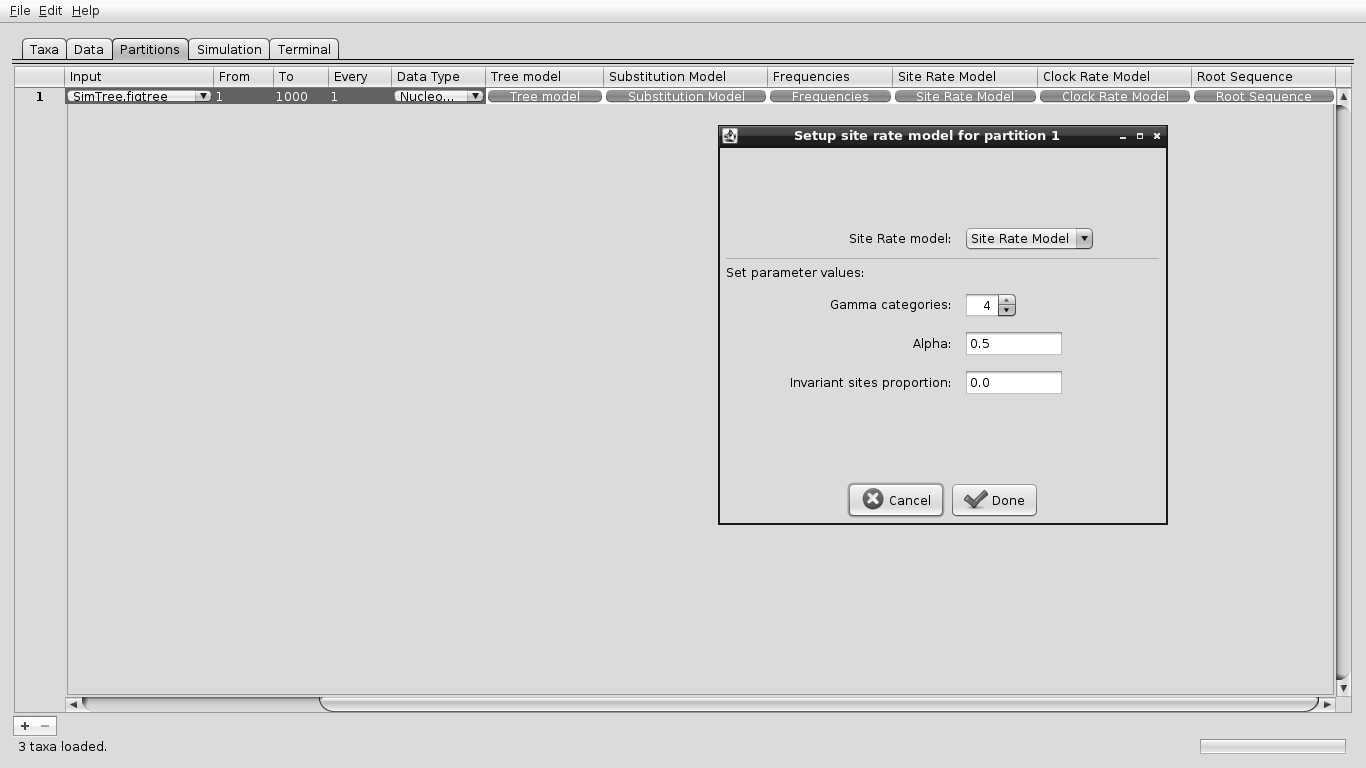 File Edit Help
Taxa Data Partitions Simulation Terminal
Input From To Every Data Type Tree model Substitution Model Frequencies Site Rate Model Clock Rate Model Root Sequence
1 SimTree.figtree 1 1000 1 Nucleo... Tree model Substitution Model Frequencies Site Rate Model Clock Rate Model Root Sequence
Setup site rate model for partition 1
Site Rate model: Site Rate Model
Set parameter values:
Gamma categories: 4
Alpha: 0.5
Invariant sites proportion: 0.0
Cancel Done
3 taxa loaded.